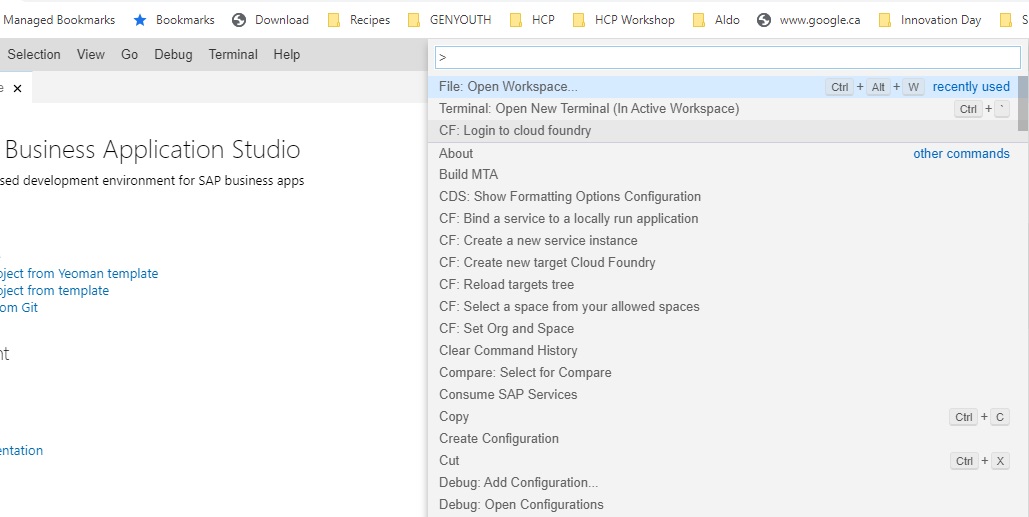 Managed Bookmarks Bookmarks Download Recipes GENYOUTH HCP HCP Workshop Aldo www.google.ca Innovation Day S
Selection View Go Debug Terminal Help
e ×
>
File: Open Workspace... Ctrl + Alt + W recently used
Terminal: Open New Terminal (In Active Workspace) Ctrl + `
CF: Login to cloud foundry
About other commands
Build MTA
CDS: Show Formatting Options Configuration
CF: Bind a service to a locally run application
CF: Create a new service instance
CF: Create new target Cloud Foundry
CF: Reload targets tree
CF: Select a space from your allowed spaces
CF: Set Org and Space
Clear Command History
Compare: Select for Compare
Consume SAP Services
Copy Ctrl + C
Create Configuration
Cut Ctrl + X
Debug: Add Configuration...
Debug: Open Configurations
Business Application Studio
sed development environment for SAP business apps
oject from Yeoman template
oject from template
om Git
nt
entation